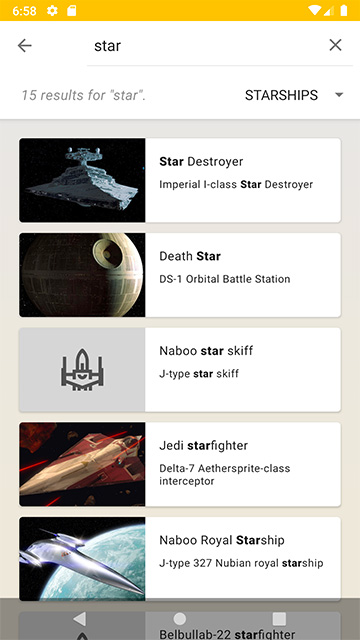 6:58
star
15 results for "star".
STARSHIPS
Star Destroyer
Imperial I-class Star Destroyer
Death Star
DS-1 Orbital Battle Station
Naboo star skiff
J-type star skiff
Jedi starfighter
Delta-7 Aethersprite-class
interceptor
Naboo Royal Starship
J-type 327 Nubian royal starship
Belbullab-22 starfighter